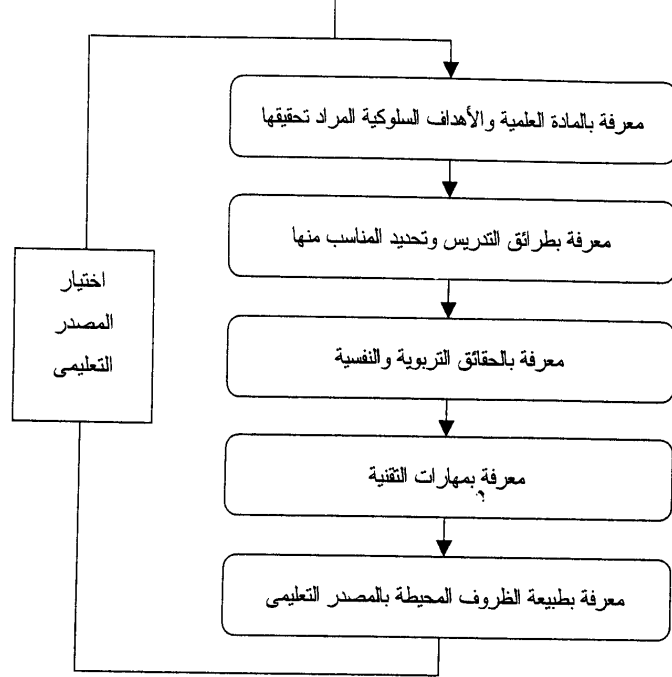 معرفة بالمادة العلمية والأهداف السلوكية المراد تحقيقها
معرفة بطرائق التدريس وتحديد المناسب منها
اختيار
المصدر
التعليمى
معرفة بالحقائق التربوية والنفسية
معرفة بمهارات التقنية
معرفة بطبيعة الظروف المحيطة بالمصدر التعليمى